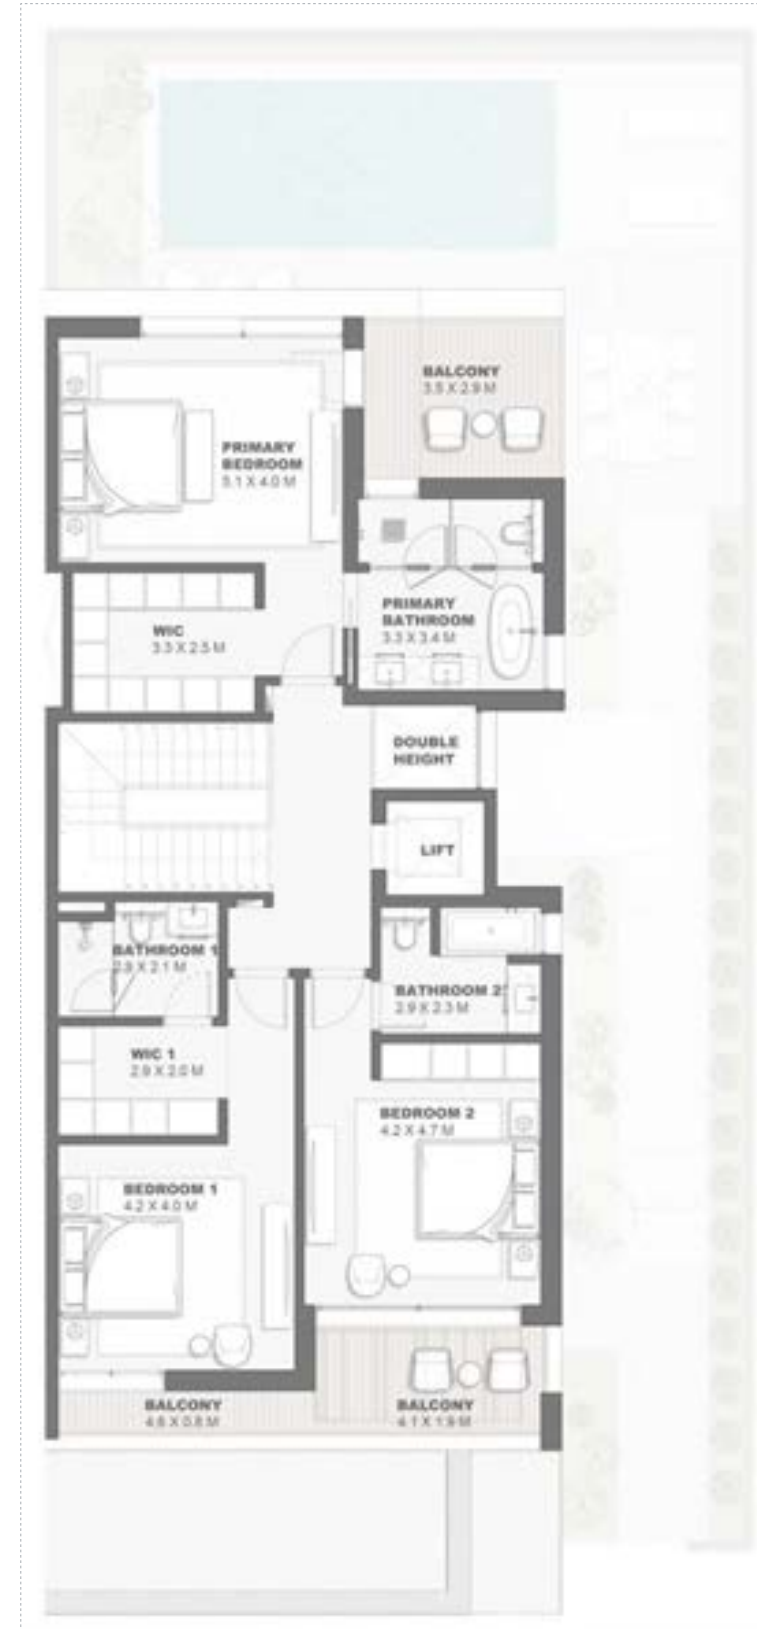 BALCONY
3.5 X 2.9 M
PRIMARY
BEDROOM
5.1 X 4.0 M
PRIMARY
BATHROOM
3.3 X 3.4 M
WIC
3.3 X 2.5 M
DOUBLE
HEIGHT
LIFT
BATHROOM 1
2.9 X 2.1 M
BATHROOM 2
2.9 X 2.3 M
WIC 1
2.9 X 2.0 M
BEDROOM 2
4.2 X 4.7 M
BEDROOM 1
4.2 X 4.0 M
BALCONY
4.6 X 0.8 M
BALCONY
4.1 X 1.9 M